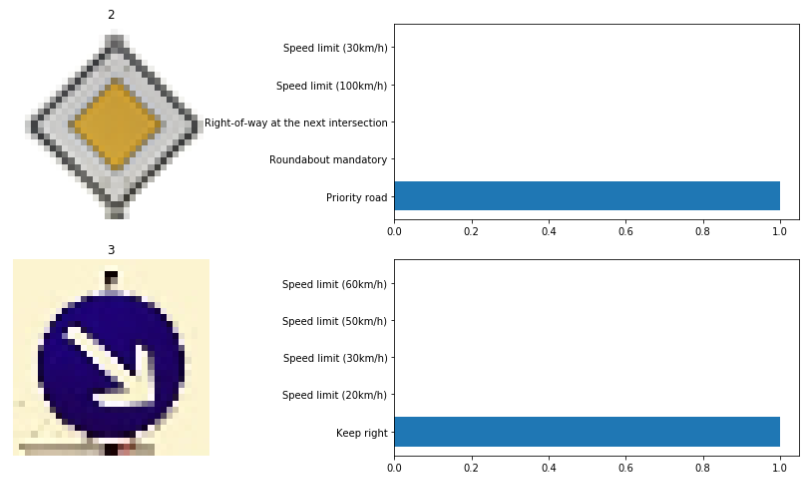 2
Speed limit (30km/h)
Speed limit (100km/h)
Right-of-way at the next intersection
Roundabout mandatory
Priority road
0.0 0.2 0.4 0.6 0.8 1.0
3
Speed limit (60km/h)
Speed limit (50km/h)
Speed limit (30km/h)
Speed limit (20km/h)
Keep right
0.0 0.2 0.4 0.6 0.8 1.0